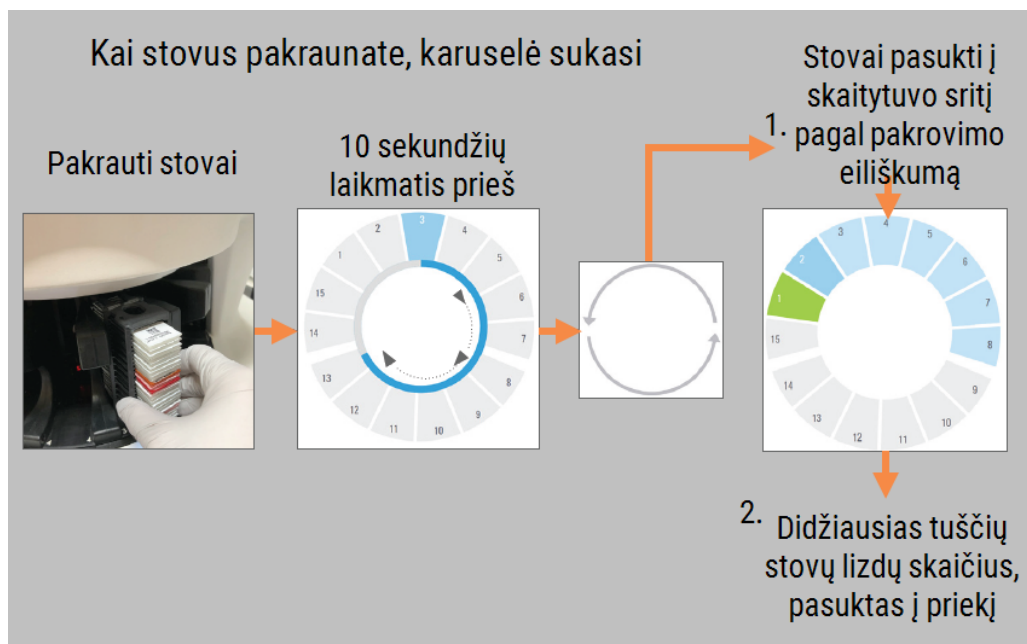 Kai stovus pakraunate, karuselė sukasi
Pakrauti stovai
10 sekundžių
laikmatis prieš
3
4
5
6
7
8
9
10
11
12
13
14
15
1
2
Stovai pasukti į
skaitytuvo sritį
1. pagal pakrovimo
eiliškumą
4
5
6
7
8
9
10
11
12
13
14
15
1
2
3
2. Didžiausias tuščių
stovų lizdų skaičius,
pasuktas į priekį